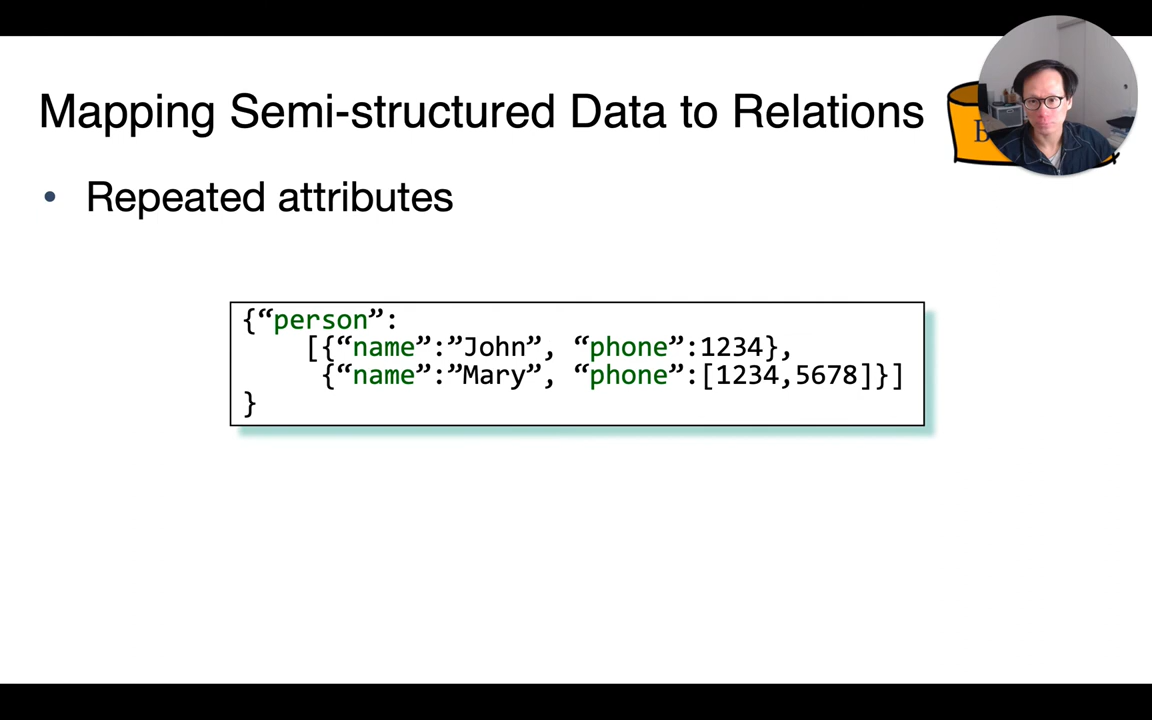 Mapping Semi-structured Data to Relations
• Repeated attributes
{“person”:
[{“name”:”John”, “phone”:1234},
{“name”:”Mary”, “phone”:[1234,5678]}]
}